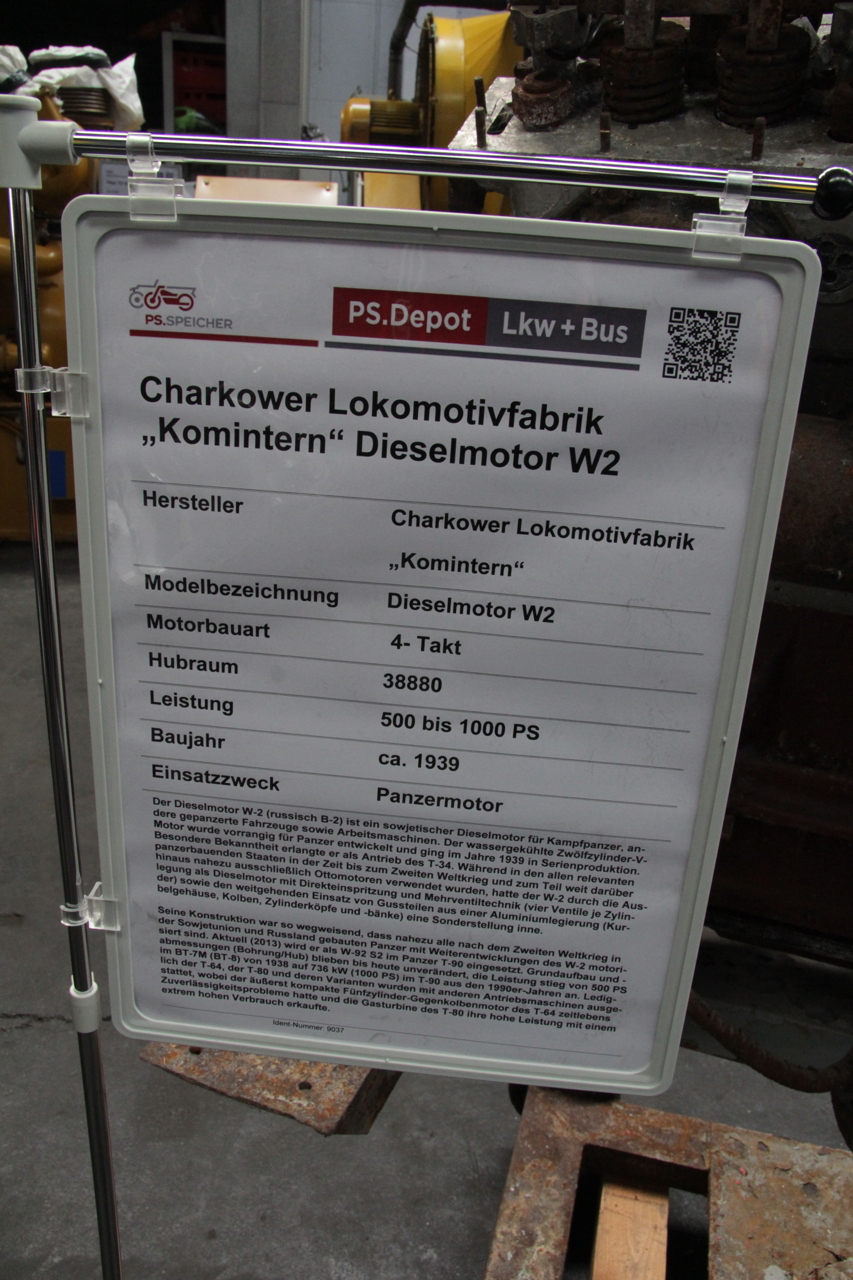 PS.SPEICHER
PS.Depot Lkw + Bus
Charkower Lokomotivfabrik
„Komintern“ Dieselmotor W2
Hersteller Charkower Lokomotivfabrik
„Komintern“
Modelbezeichnung Dieselmotor W2
Motorbauart 4- Takt
Hubraum 38880
Leistung 500 bis 1000 PS
Baujahr ca. 1939
Einsatzzweck Panzermotor
Der Dieselmotor W-2 (russisch B-2) ist ein sowjetischer Dieselmotor für Kampfpanzer, an-
dere gepanzerte Fahrzeuge sowie Arbeitsmaschinen. Der wassergekühlte Zwölfzylinder-V-
Motor wurde vorrangig für Panzer entwickelt und ging im Jahre 1939 in Serienproduktion.
Besondere Bekanntheit erlangte er als Antrieb des T-34. Während in den allen relevanten
panzerbauenden Staaten in der Zeit bis zum Zweiten Weltkrieg und zum Teil weit darüber
hinaus nahezu ausschließlich Ottomotoren verwendet wurden, hatte der W-2 durch die Aus-
legung als Dieselmotor mit Direkteinspritzung und Mehrventiltechnik (vier Ventile je Zylin-
der) sowie den weitgehenden Einsatz von Gussteilen aus einer Aluminiumlegierung (Kur-
belgehäuse, Kolben, Zylinderköpfe und -bänke) eine Sonderstellung inne.
Seine Konstruktion war so wegweisend, dass nahezu alle nach dem Zweiten Weltkrieg in
der Sowjetunion und Russland gebauten Panzer mit Weiterentwicklungen des W-2 motori-
siert sind. Aktuell (2013) wird er als W-92 S2 im Panzer T-90 eingesetzt. Grundaufbau und -
abmessungen (Bohrung/Hub) blieben bis heute unverändert, die Leistung stieg von 500 PS
im BT-7M (BT-8) von 1938 auf 736 kW (1000 PS) im T-90 aus den 1990er-Jahren an. Ledig-
lich der T-64, der T-80 und deren Varianten wurden mit anderen Antriebsmaschinen ausge-
stattet, wobei der äußerst kompakte Fünfzylinder-Gegenkolbenmotor des T-64 zeitlebens
Zuverlässigkeitsprobleme hatte und die Gasturbine des T-80 ihre hohe Leistung mit einem
extrem hohen Verbrauch erkaufte.
Ident-Nummer: 9037